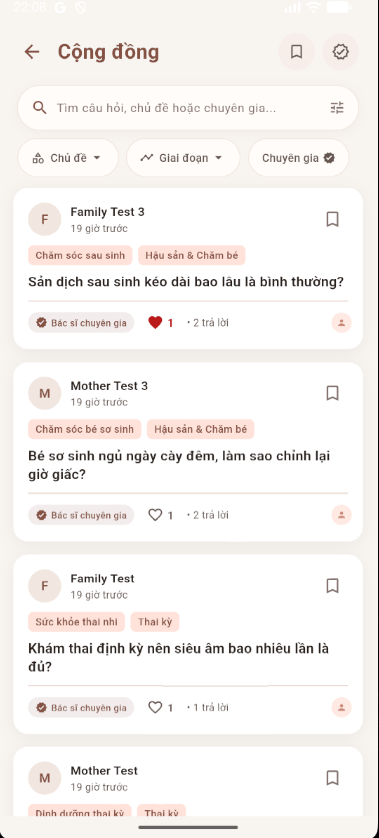 22:08 G
Cộng đồng
Tìm câu hỏi, chủ đề hoặc chuyên gia...
Chủ đề Giai đoạn Chuyên gia
F Family Test 3
19 giờ trước
Chăm sóc sau sinh Hậu sản & Chăm bé
Sản dịch sau sinh kéo dài bao lâu là bình thường?
Bác sĩ chuyên gia 1 • 2 trả lời
M Mother Test 3
19 giờ trước
Chăm sóc bé sơ sinh Hậu sản & Chăm bé
Bé sơ sinh ngủ ngày cày đêm, làm sao chỉnh lại
giờ giấc?
Bác sĩ chuyên gia 1 • 2 trả lời
F Family Test
19 giờ trước
Sức khỏe thai nhi Thai kỳ
Khám thai định kỳ nên siêu âm bao nhiêu lần là
đủ?
Bác sĩ chuyên gia 1 • 1 trả lời
M Mother Test
19 giờ trước
Dinh dưỡng thai kỳ Thai kỳ